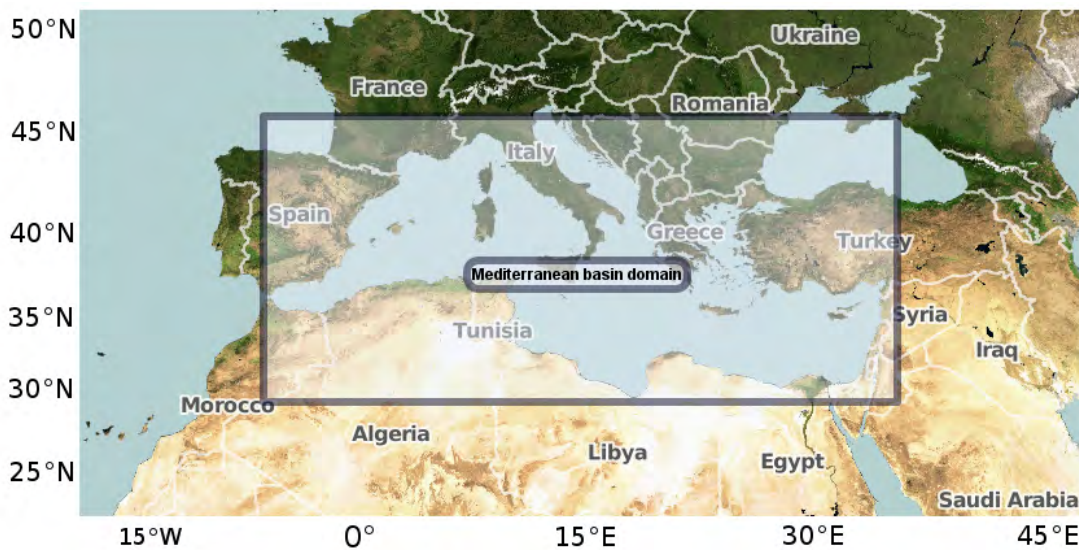 50°N
Ukraine
France
Romania
45°N
Italy
Spain
40°N
Greece
Turkey
Mediterranean basin domain
35°N
Syria
Tunisia
Iraq
30°N
Morocco
Algeria
Libya
Egypt
25°N
Saudi Arabia
15°W 0° 15°E 30°E 45°E